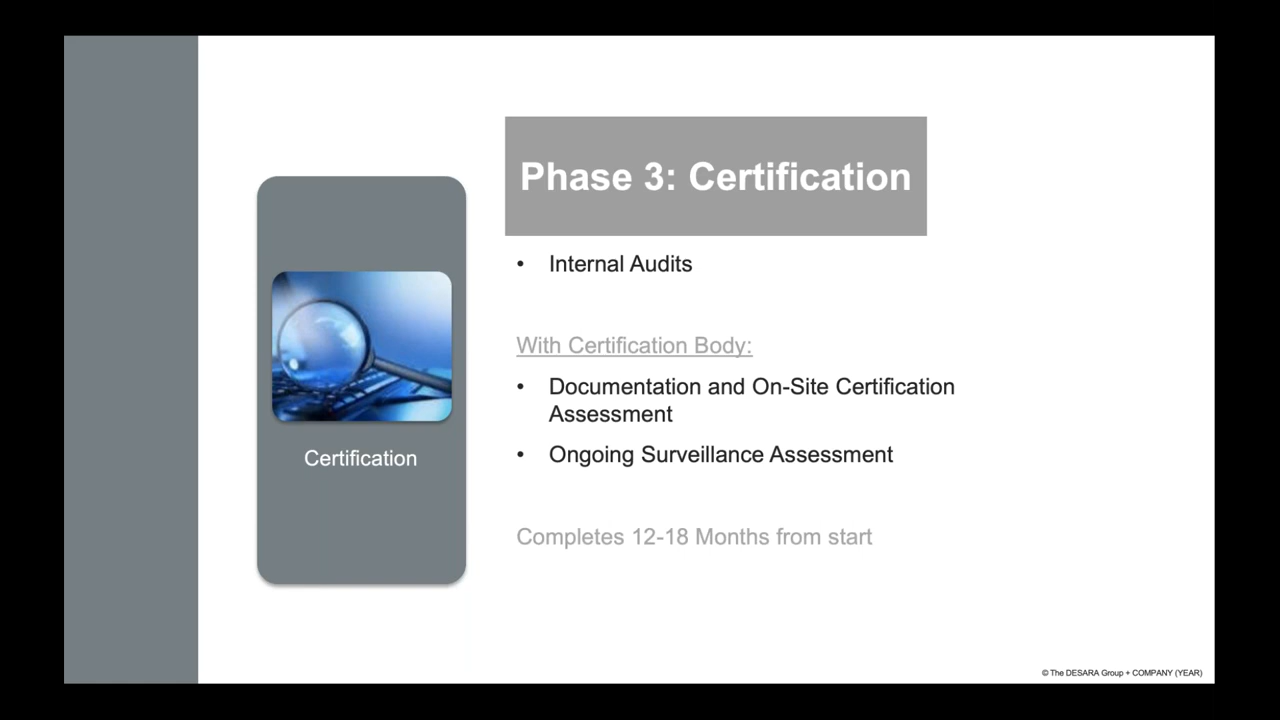 Phase 3: Certification
• Internal Audits
With Certification Body:
• Documentation and On-Site Certification
Assessment
• Ongoing Surveillance Assessment
Completes 12-18 Months from start
Certification
© The DESARA Group + COMPANY (YEAR)